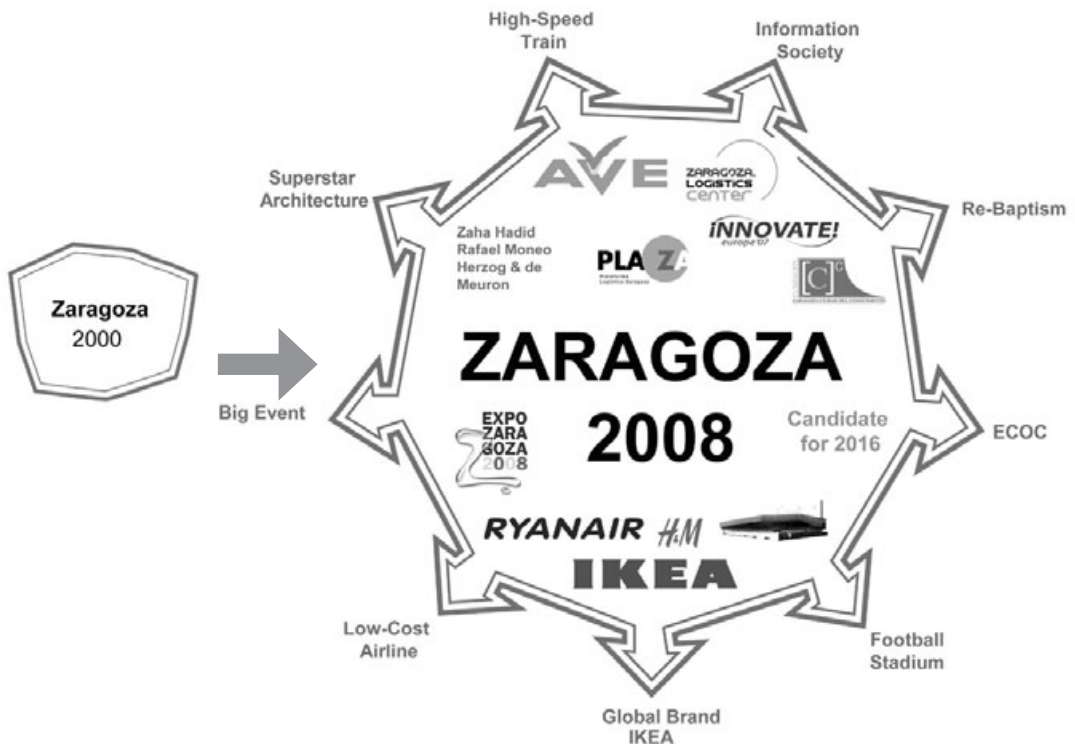 High-Speed
Train
Information
Society
Superstar
Architecture
Re-Baptism
AVE
ZARAGOZA
LOGISTICS
CENTER
Zaha Hadid
Rafael Moneo
Herzog & de
Meuron
iNNOVATE!
europe'07
PLAZA
[C]
G
Zaragoza
2000
ZARAGOZA
2008
Big Event
EXPO
ZARA
GOZA
2008
Candidate
for 2016
ECOC
RYANAIR
H&M
IKEA
Low-Cost
Airline
Football
Stadium
Global Brand
IKEA